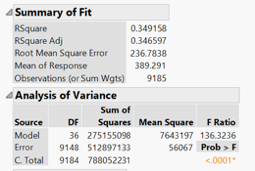 Summary of Fit
RSquare 0.349158
RSquare Adj 0.346597
Root Mean Square Error 236.7838
Mean of Response 389.291
Observations (or Sum Wgts) 9185
Analysis of Variance
Sum of
Source DF Squares Mean Square F Ratio
Model 36 275155098 7643197 136.3236
Error 9148 512897133 56067 Prob > F
C. Total 9184 788052231 <.0001*